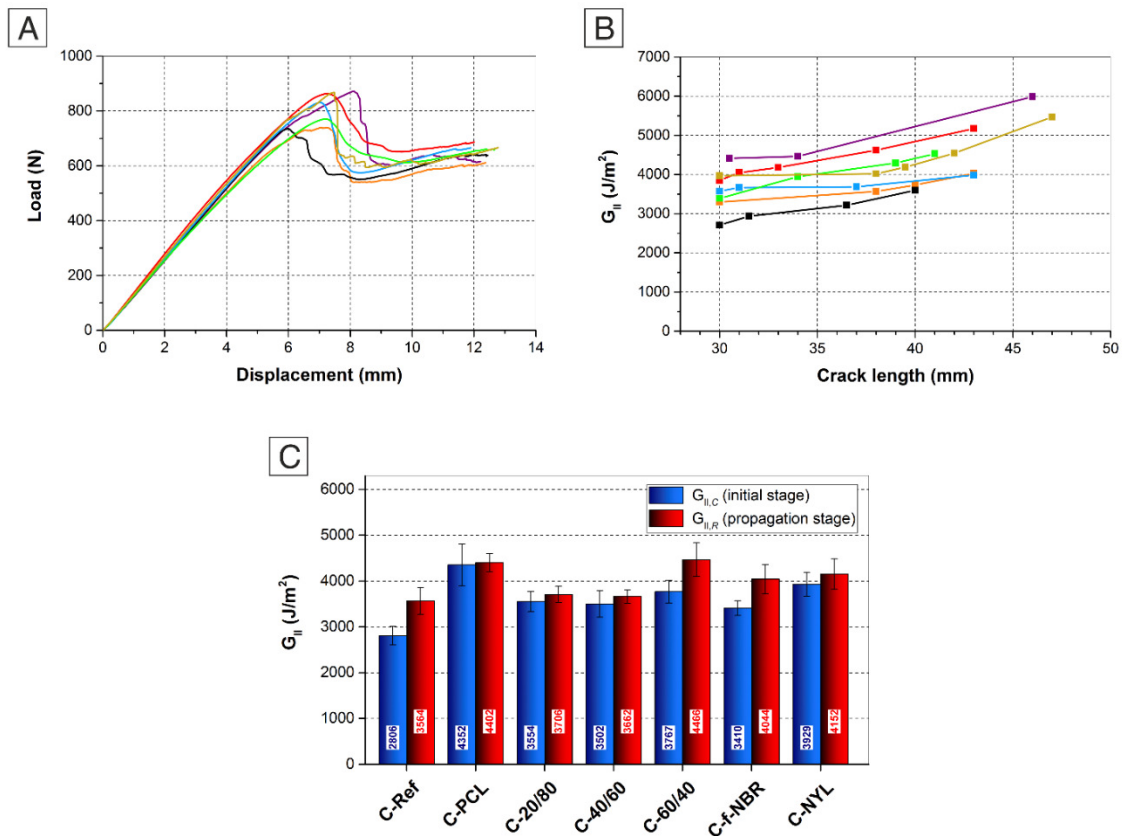 A
Load (N)
1000
800
600
400
200
0
0 2 4 6 8 10 12 14
Displacement (mm)
B
G_II (J/m²)
7000
6000
5000
4000
3000
2000
1000
0
30 35 40 45 50
Crack length (mm)
C
G_II (J/m²)
6000
5000
4000
3000
2000
1000
0
G_II,C (initial stage)
G_II,R (propagation stage)
2806 3564 4352 4402 3554 3706 3502 3662 3767 4466 3410 4044 3929 4152
C-Ref C-PCL C-20/80 C-40/60 C-60/40 C-f-NBR C-NYL